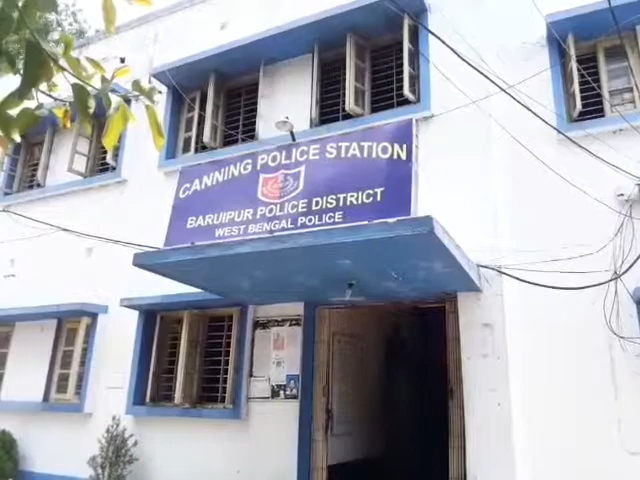 CANNING POLICE STATION
BARUIPUR POLICE DISTRICT
WEST BENGAL POLICE